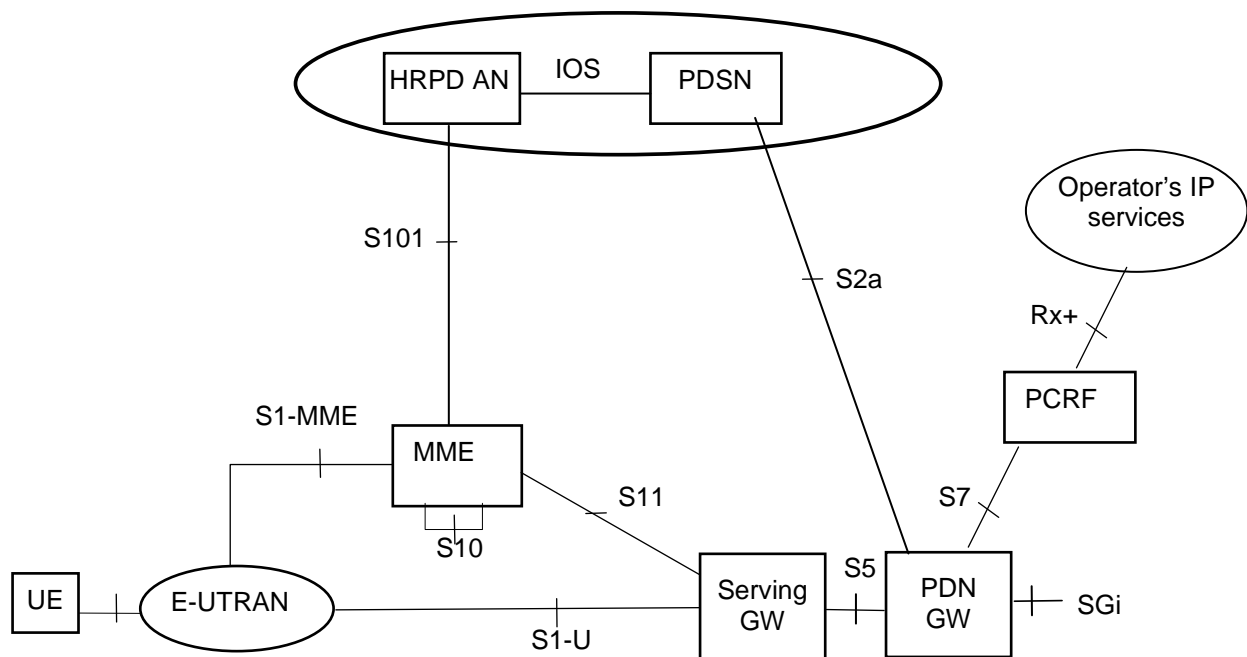 HRPD AN
IOS
PDSN
Operator's IP
services
S101
S2a
Rx+
PCRF
S1-MME
MME
S11
S7
S10
UE
E-UTRAN
S1-U
Serving
GW
S5
PDN
GW
SGi